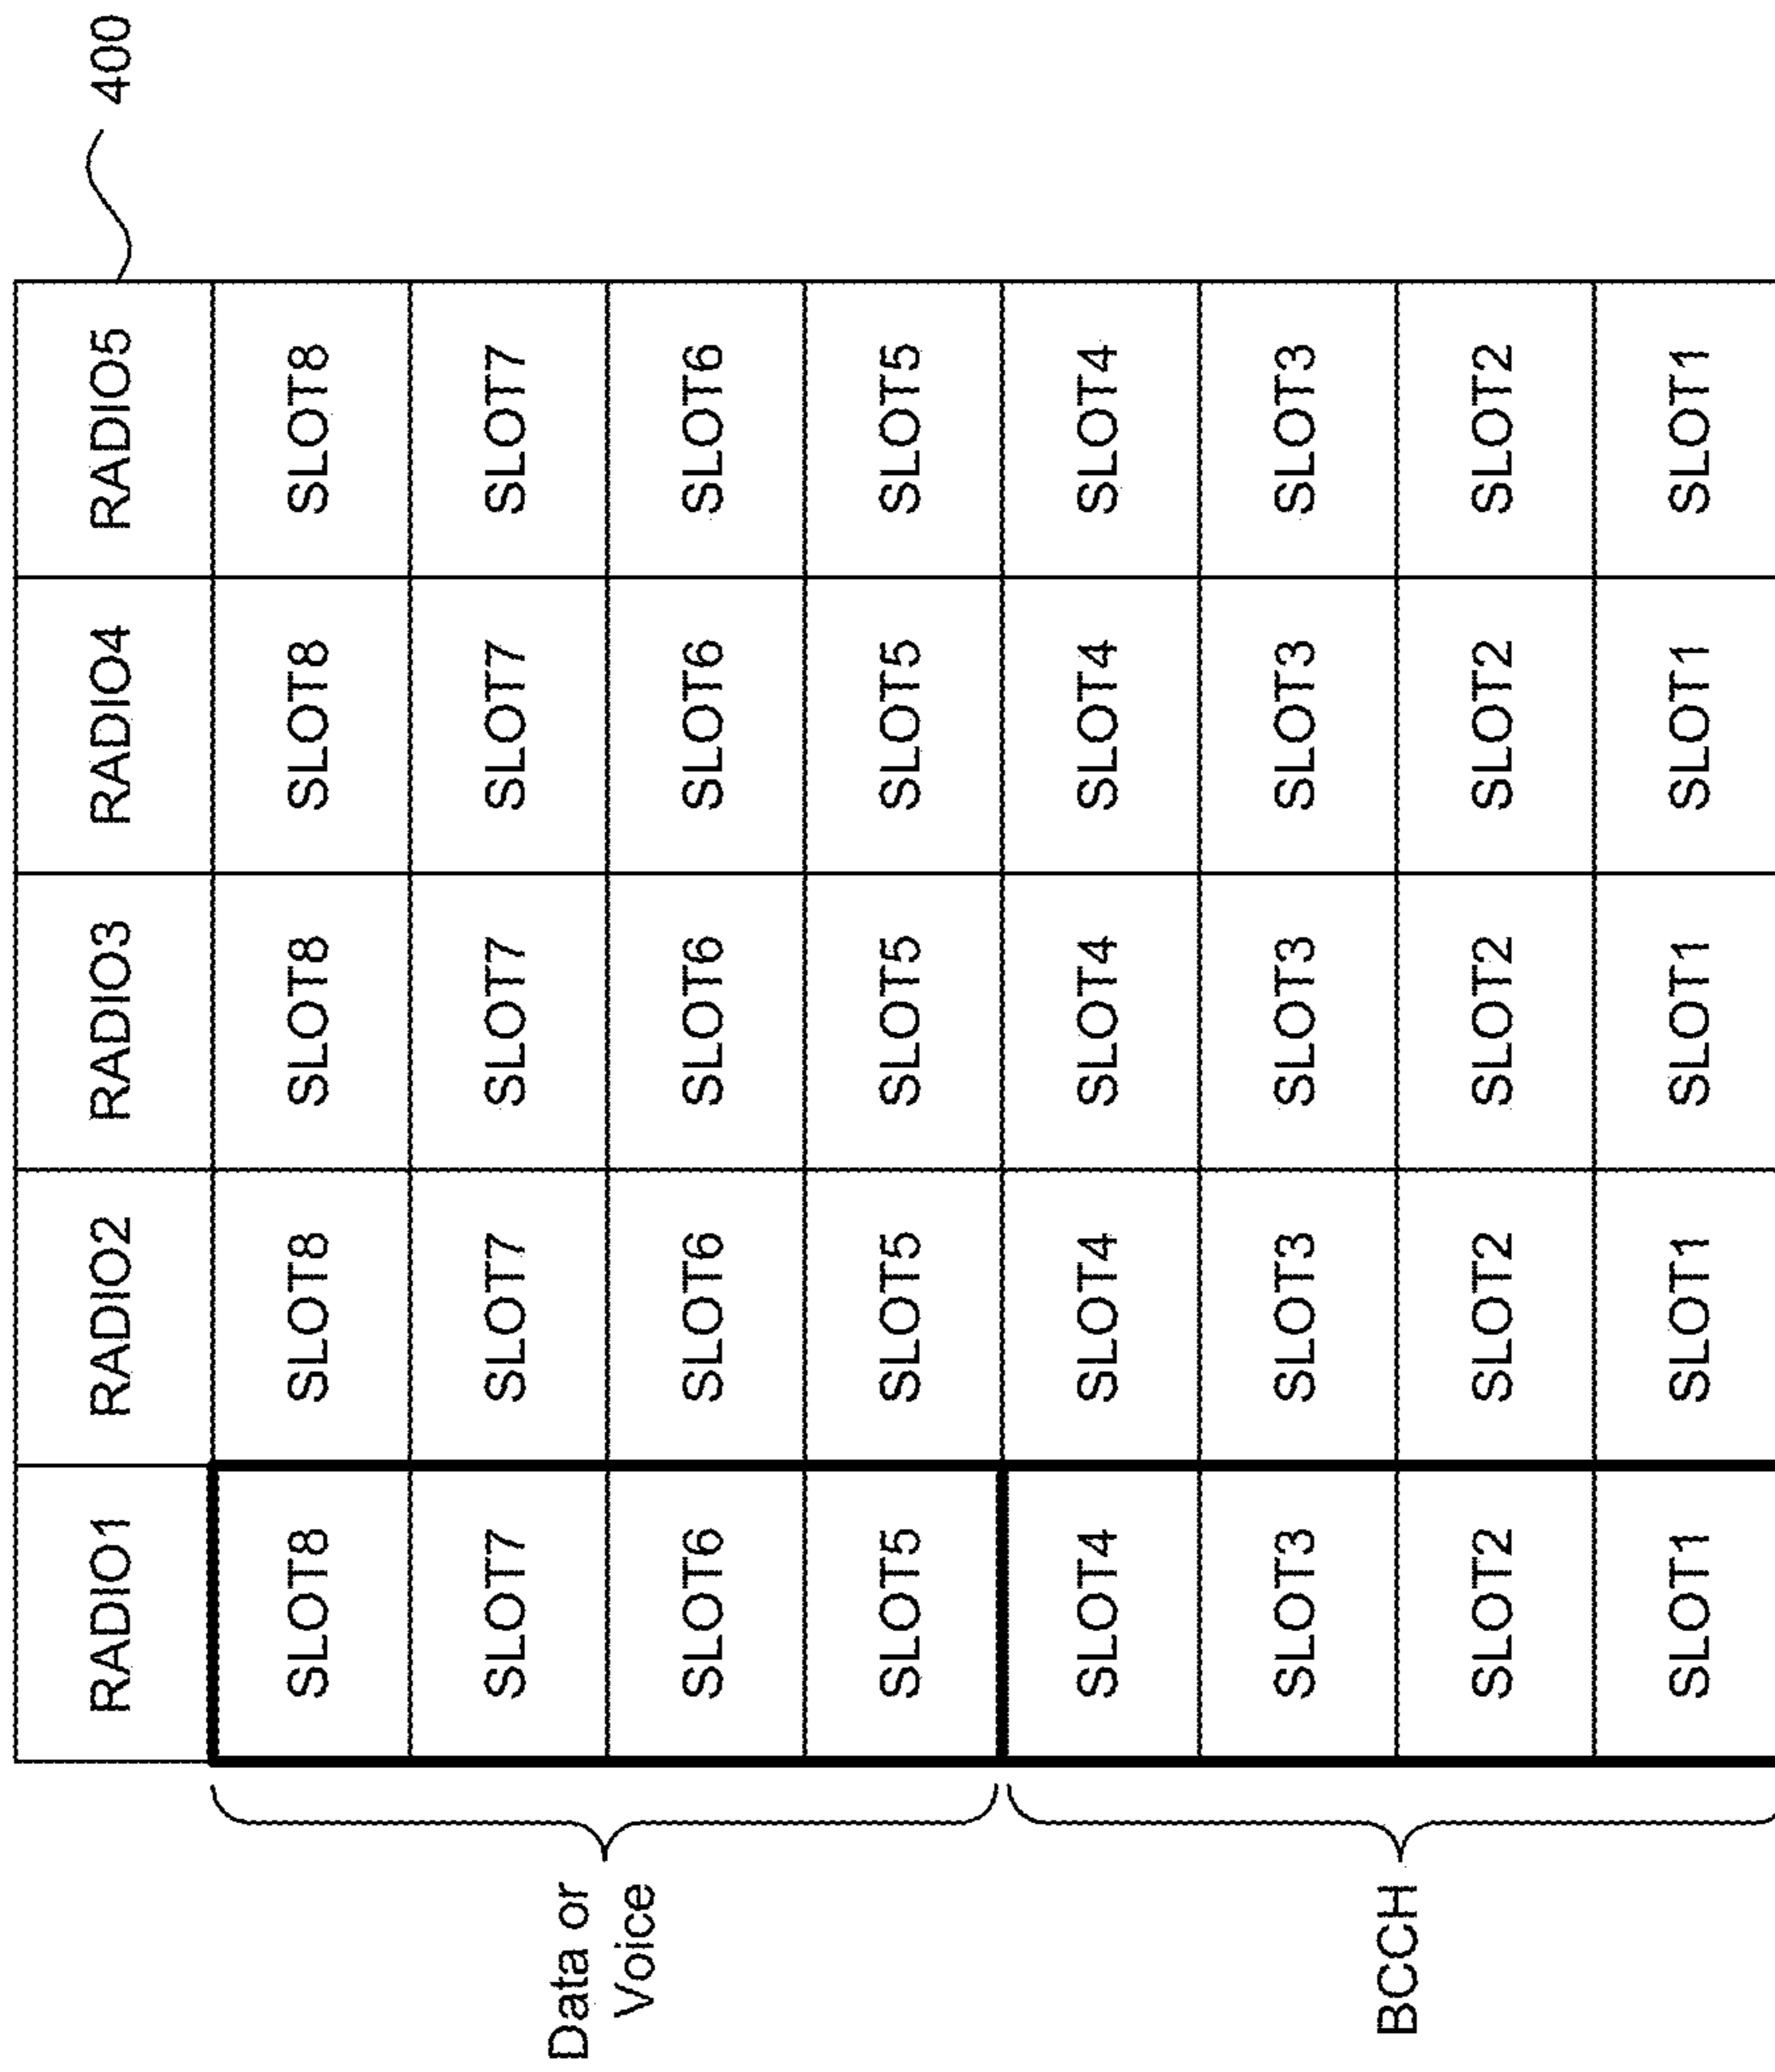 RADIO1 RADIO2 RADIO3 RADIO4 RADIO5 400
SLOT8 SLOT8 SLOT8 SLOT8 SLOT8
SLOT7 SLOT7 SLOT7 SLOT7 SLOT7
Data or
Voice
SLOT6 SLOT6 SLOT6 SLOT6 SLOT6
SLOT5 SLOT5 SLOT5 SLOT5 SLOT5
SLOT4 SLOT4 SLOT4 SLOT4 SLOT4
SLOT3 SLOT3 SLOT3 SLOT3 SLOT3
BCCH
SLOT2 SLOT2 SLOT2 SLOT2 SLOT2
SLOT1 SLOT1 SLOT1 SLOT1 SLOT1